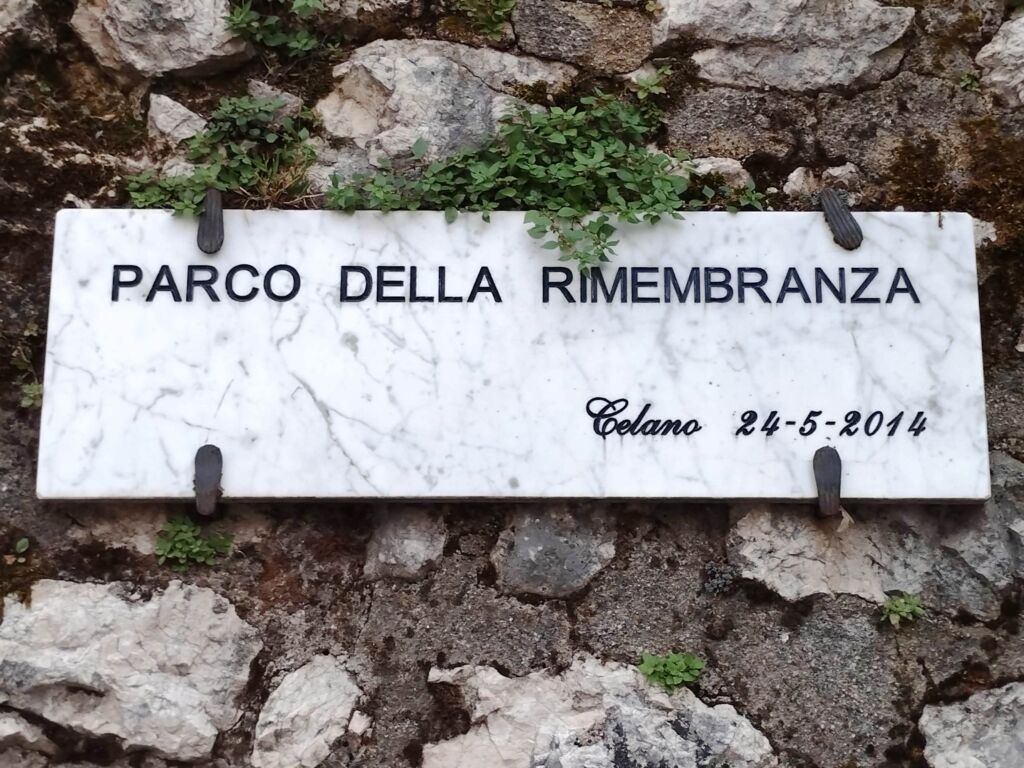 PARCO DELLA RIMEMBRANZA
Celano 24-5-2014